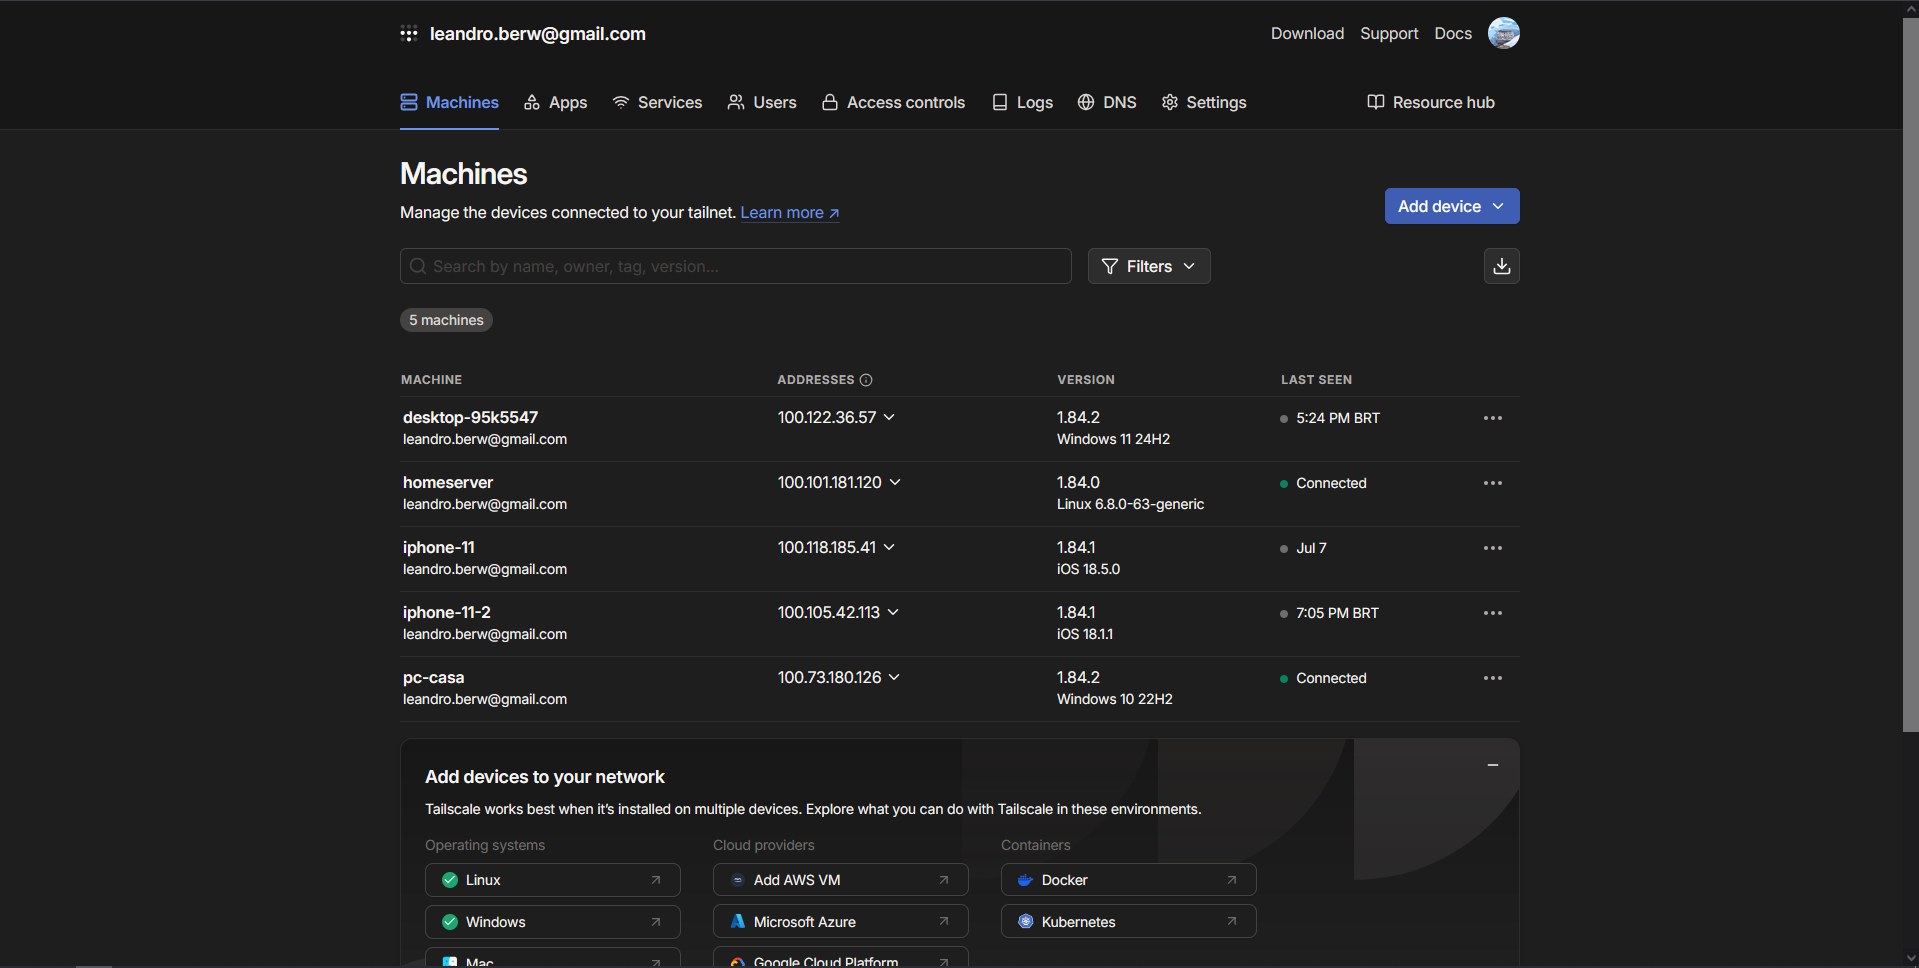 leandro.berw@gmail.com
Download Support Docs
Machines Apps Services Users Access controls Logs DNS Settings Resource hub
Machines
Manage the devices connected to your tailnet. Learn more ↗
Add device
Search by name, owner, tag, version...
Filters
5 machines
MACHINE ADDRESSES VERSION LAST SEEN
desktop-95k5547 100.122.36.57 1.84.2 5:24 PM BRT
leandro.berw@gmail.com Windows 11 24H2
homeserver 100.101.181.120 1.84.0 Connected
leandro.berw@gmail.com Linux 6.8.0-63-generic
iphone-11 100.118.185.41 1.84.1 Jul 7
leandro.berw@gmail.com iOS 18.5.0
iphone-11-2 100.105.42.113 1.84.1 7:05 PM BRT
leandro.berw@gmail.com iOS 18.1.1
pc-casa 100.73.180.126 1.84.2 Connected
leandro.berw@gmail.com Windows 10 22H2
Add devices to your network
Tailscale works best when it's installed on multiple devices. Explore what you can do with Tailscale in these environments.
Operating systems Cloud providers Containers
Linux Add AWS VM Docker
Windows Microsoft Azure Kubernetes
Mac Google Cloud Platform